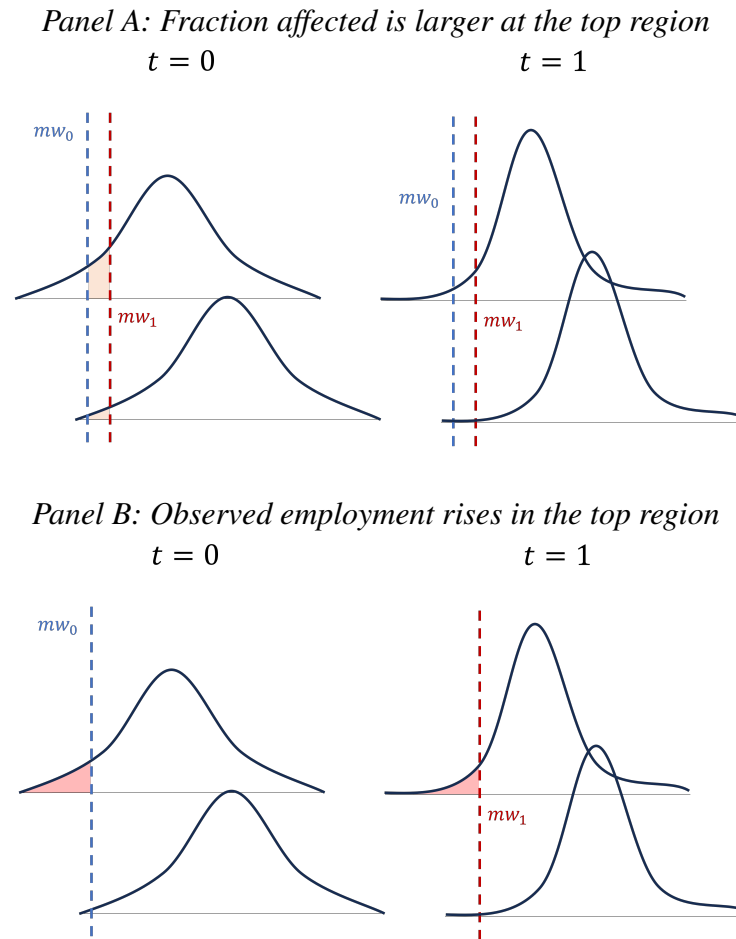 Panel A: Fraction affected is larger at the top region
t = 0
t = 1
mw₀
mw₀
mw₁
mw₁
Panel B: Observed employment rises in the top region
t = 0
t = 1
mw₀
mw₁